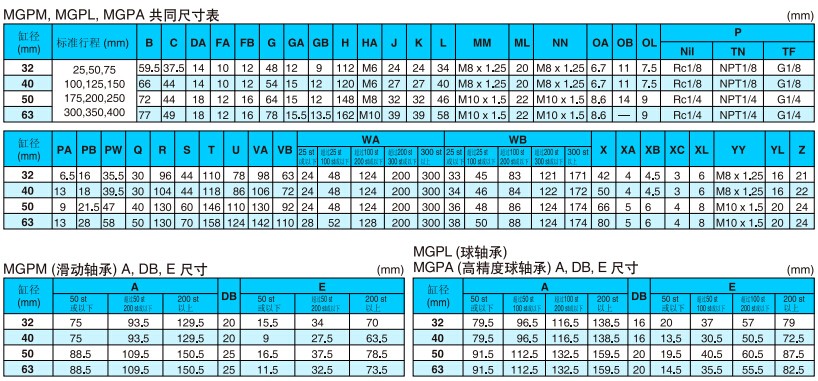 MGPM, MGPL, MGPA 共同尺寸表 (mm)
缸径 (mm) 标准行程 (mm) B C DA FA FB G GA GB H HA J K L MM ML NN OA OB OL P
Nil TN TF
32 25,50,75 59.5 37.5 14 10 12 48 12 9 112 M6 24 24 34 M8 x 1.25 20 M8 x 1.25 6.7 11 7.5 Rc1/8 NPT1/8 G1/8
40 100,125,150 66 44 14 10 12 54 15 12 120 M6 27 27 40 M8 x 1.25 20 M8 x 1.25 6.7 11 7.5 Rc1/8 NPT1/8 G1/8
50 175,200,250 72 44 18 12 16 64 15 12 148 M8 32 32 46 M10 x 1.5 22 M10 x 1.5 8.6 14 9 Rc1/4 NPT1/4 G1/4
63 300,350,400 77 49 18 12 16 78 15.5 13.5 162 M10 39 39 58 M10 x 1.5 22 M10 x 1.5 8.6 — 9 Rc1/4 NPT1/4 G1/4
缸径 (mm) PA PB PW Q R S T U VA VB WA WB X XA XB XC XL YY YL Z
25 st 或以下 超过25 st 100 st或以下 超过100 st 200 st或以下 超过200 st 300 st或以下 300 st 以上 25 st 或以下 超过25 st 100 st或以下 超过100 st 200 st或以下 超过200 st 300 st或以下 300 st 以上
32 6.5 16 35.5 30 96 44 110 78 98 63 24 48 124 200 300 33 45 83 121 171 42 4 4.5 3 6 M8 x 1.25 16 21
40 13 18 39.5 30 104 44 118 86 106 72 24 48 124 200 300 34 46 84 122 172 50 4 4.5 3 6 M8 x 1.25 16 22
50 9 21.5 47 40 130 60 146 110 130 92 24 48 124 200 300 36 48 86 124 174 66 5 6 4 8 M10 x 1.5 20 24
63 13 28 58 50 130 70 158 124 142 110 28 52 128 200 300 38 50 88 124 174 80 5 6 4 8 M10 x 1.5 20 24
MGPM (滑动轴承) A, DB, E 尺寸 (mm)
缸径 (mm) A DB E
50 st 或以下 超过50 st 200 st或以下 200 st 以上 50 st 或以下 超过50 st 200 st或以下 200 st 以上
32 75 93.5 129.5 20 15.5 34 70
40 75 93.5 129.5 20 9 27.5 63.5
50 88.5 109.5 150.5 25 16.5 37.5 78.5
63 88.5 109.5 150.5 25 11.5 32.5 73.5
MGPL (球轴承)
MGPA (高精度球轴承) A, DB, E 尺寸 (mm)
缸径 (mm) A DB E
50 st 或以下 超过50 st 100 st或以下 超过100 st 200 st或以下 200 st 以上 50 st 或以下 超过50 st 100 st或以下 超过100 st 200 st或以下 200 st 以上
32 79.5 96.5 116.5 138.5 16 20 37 57 79
40 79.5 96.5 116.5 138.5 16 13.5 30.5 50.5 72.5
50 91.5 112.5 132.5 159.5 20 19.5 40.5 60.5 87.5
63 91.5 112.5 132.5 159.5 20 14.5 35.5 55.5 82.5